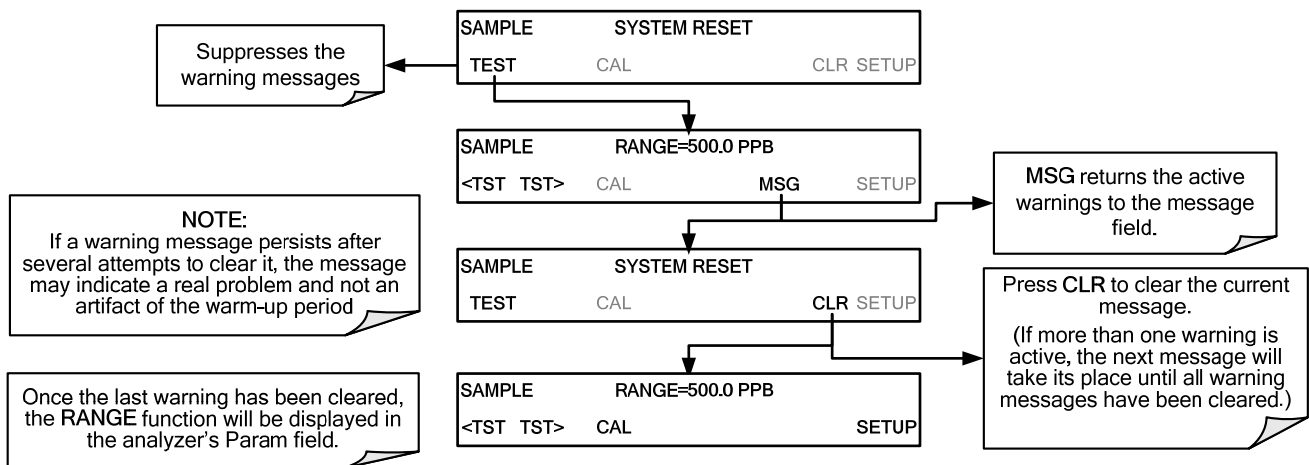 Suppresses the
warning messages
SAMPLE SYSTEM RESET
TEST CAL CLR SETUP
SAMPLE RANGE=500.0 PPB
<TST TST> CAL MSG SETUP
MSG returns the active
warnings to the message
field.
NOTE:
If a warning message persists after
several attempts to clear it, the message
may indicate a real problem and not an
artifact of the warm-up period
SAMPLE SYSTEM RESET
TEST CAL CLR SETUP
Press CLR to clear the current
message.
(If more than one warning is
active, the next message will
take its place until all warning
messages have been cleared.)
Once the last warning has been cleared,
the RANGE function will be displayed in
the analyzer's Param field.
SAMPLE RANGE=500.0 PPB
<TST TST> CAL SETUP